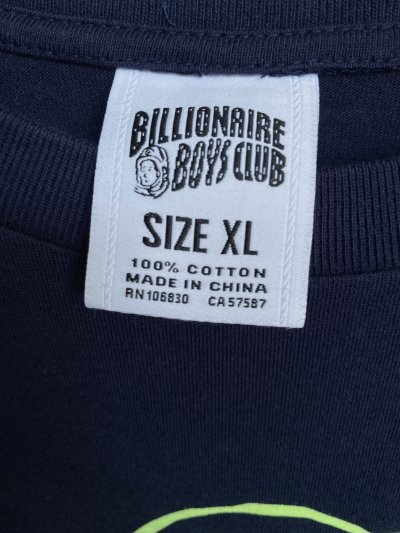 BILLIONAIRE
BOYS CLUB
SIZE XL
100% COTTON
MADE IN CHINA
RN106830 CA57587